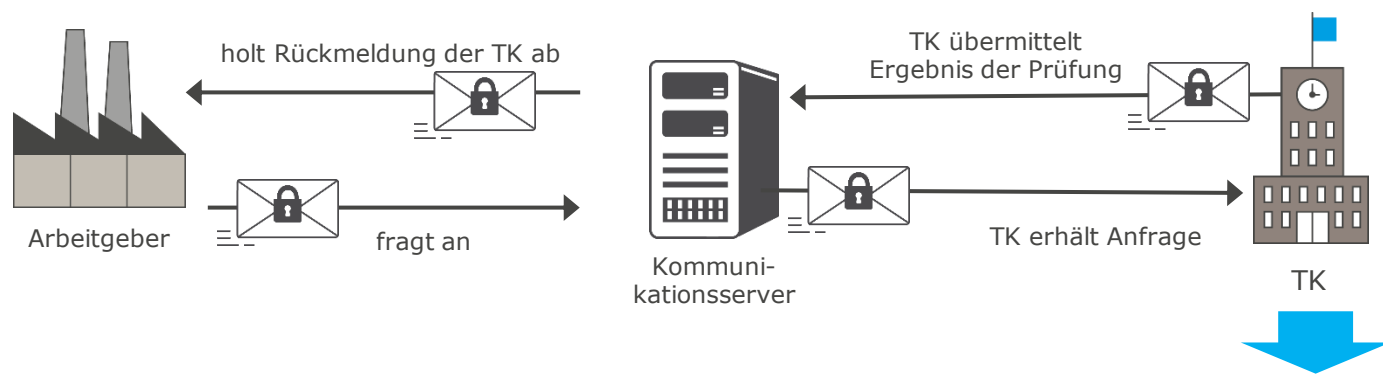 holt Rückmeldung der TK ab
TK übermittelt
Ergebnis der Prüfung
Arbeitgeber
fragt an
TK erhält Anfrage
Kommuni-
kationsserver
TK